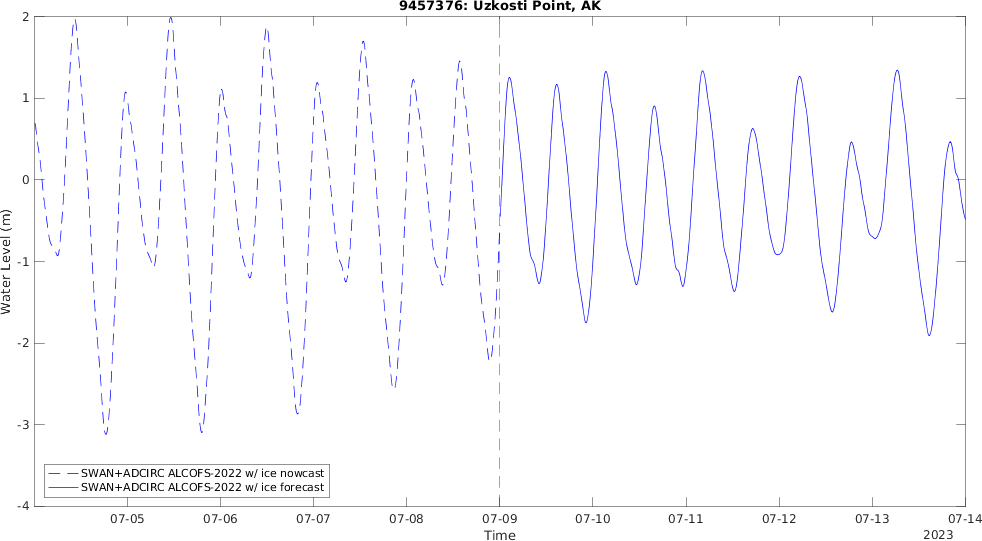 9457376: Uzkosti Point, AK
2
1
0
-1
-2
-3
-4
Water Level (m)
SWAN+ADCIRC ALCOFS-2022 w/ ice nowcast
SWAN+ADCIRC ALCOFS-2022 w/ ice forecast
07-05 07-06 07-07 07-08 07-09 07-10 07-11 07-12 07-13 07-14
Time
2023